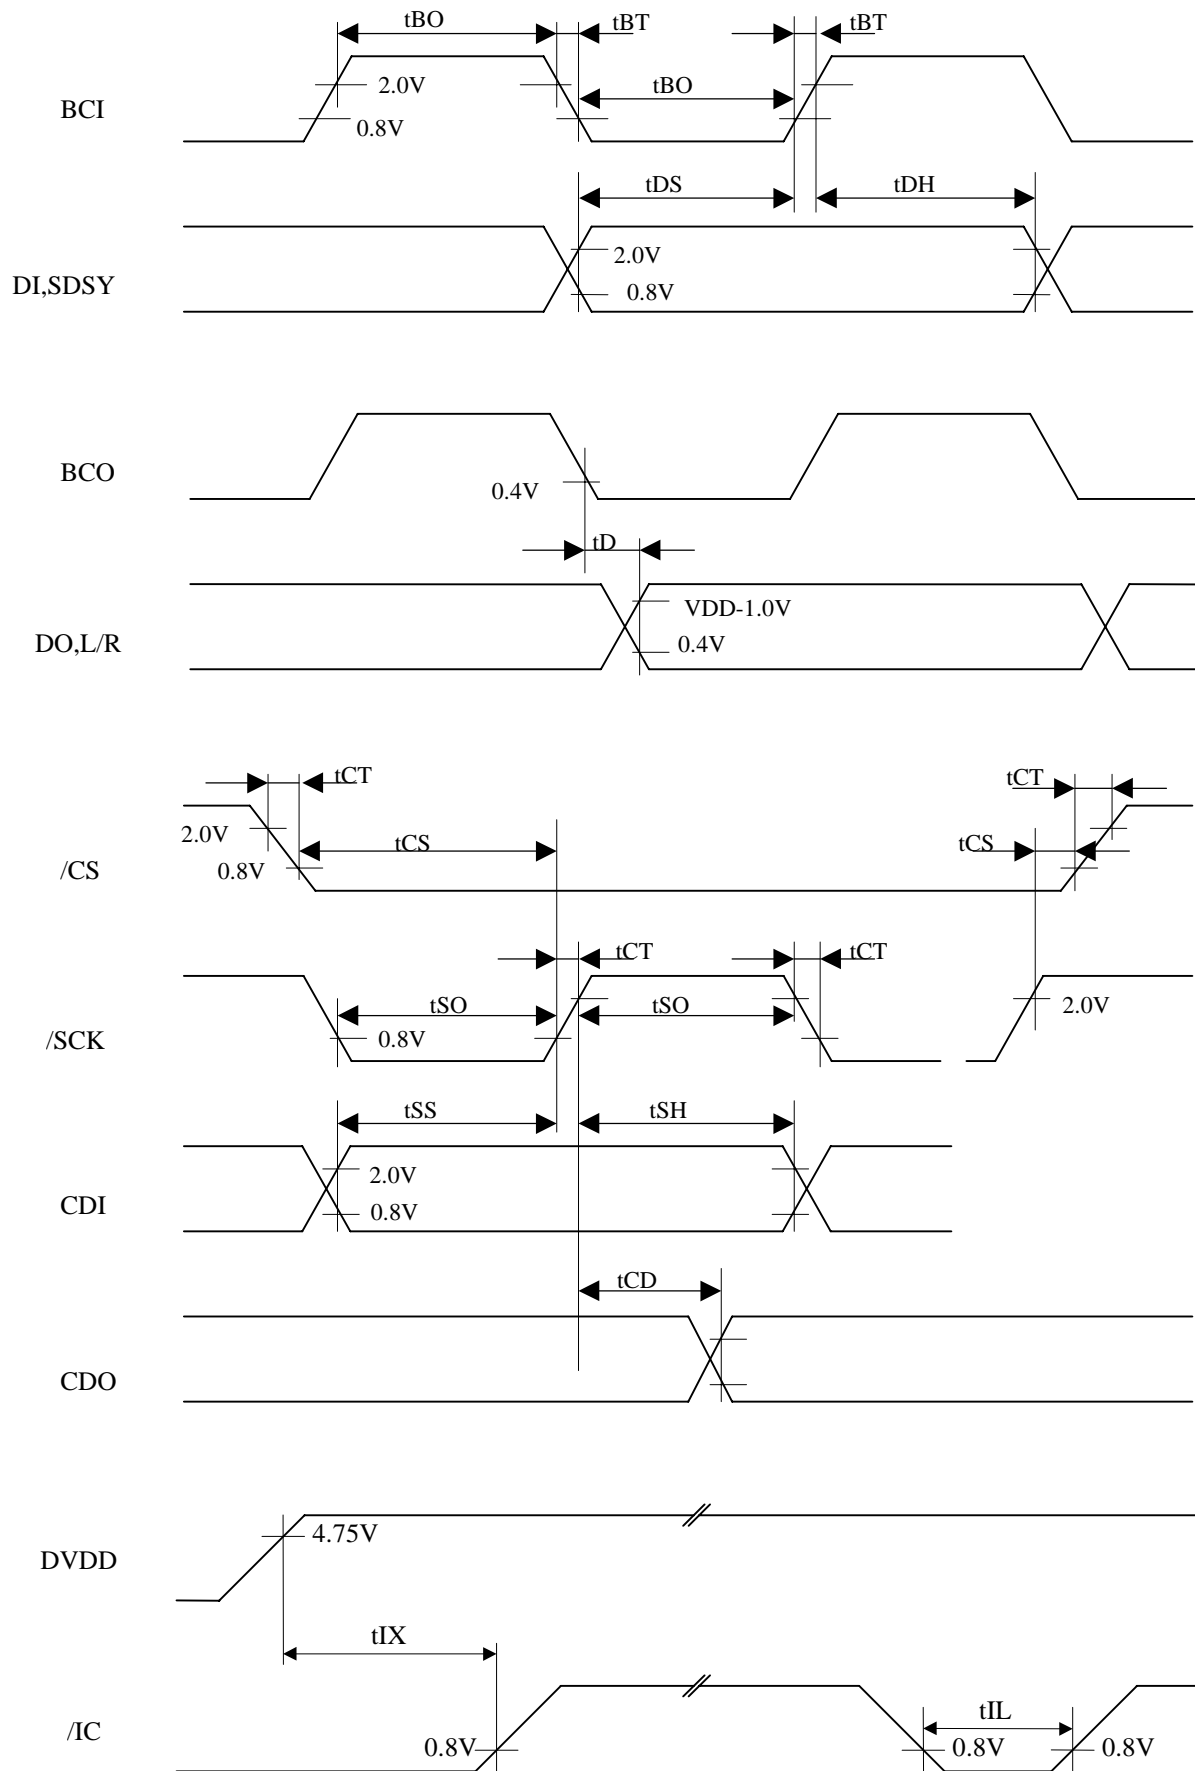 tBO tBT tBT
2.0V tBO
BCI
0.8V
tDS tDH
2.0V
DI,SDSY
0.8V
BCO
0.4V
tD
VDD-1.0V
DO,L/R
0.4V
tCT tCT
2.0V
tCS tCS
/CS
0.8V
tCT tCT
tSO tSO
2.0V
/SCK
0.8V
tSS tSH
2.0V
CDI
0.8V
tCD
CDO
4.75V
DVDD
tIX
tIL
/IC
0.8V 0.8V 0.8V